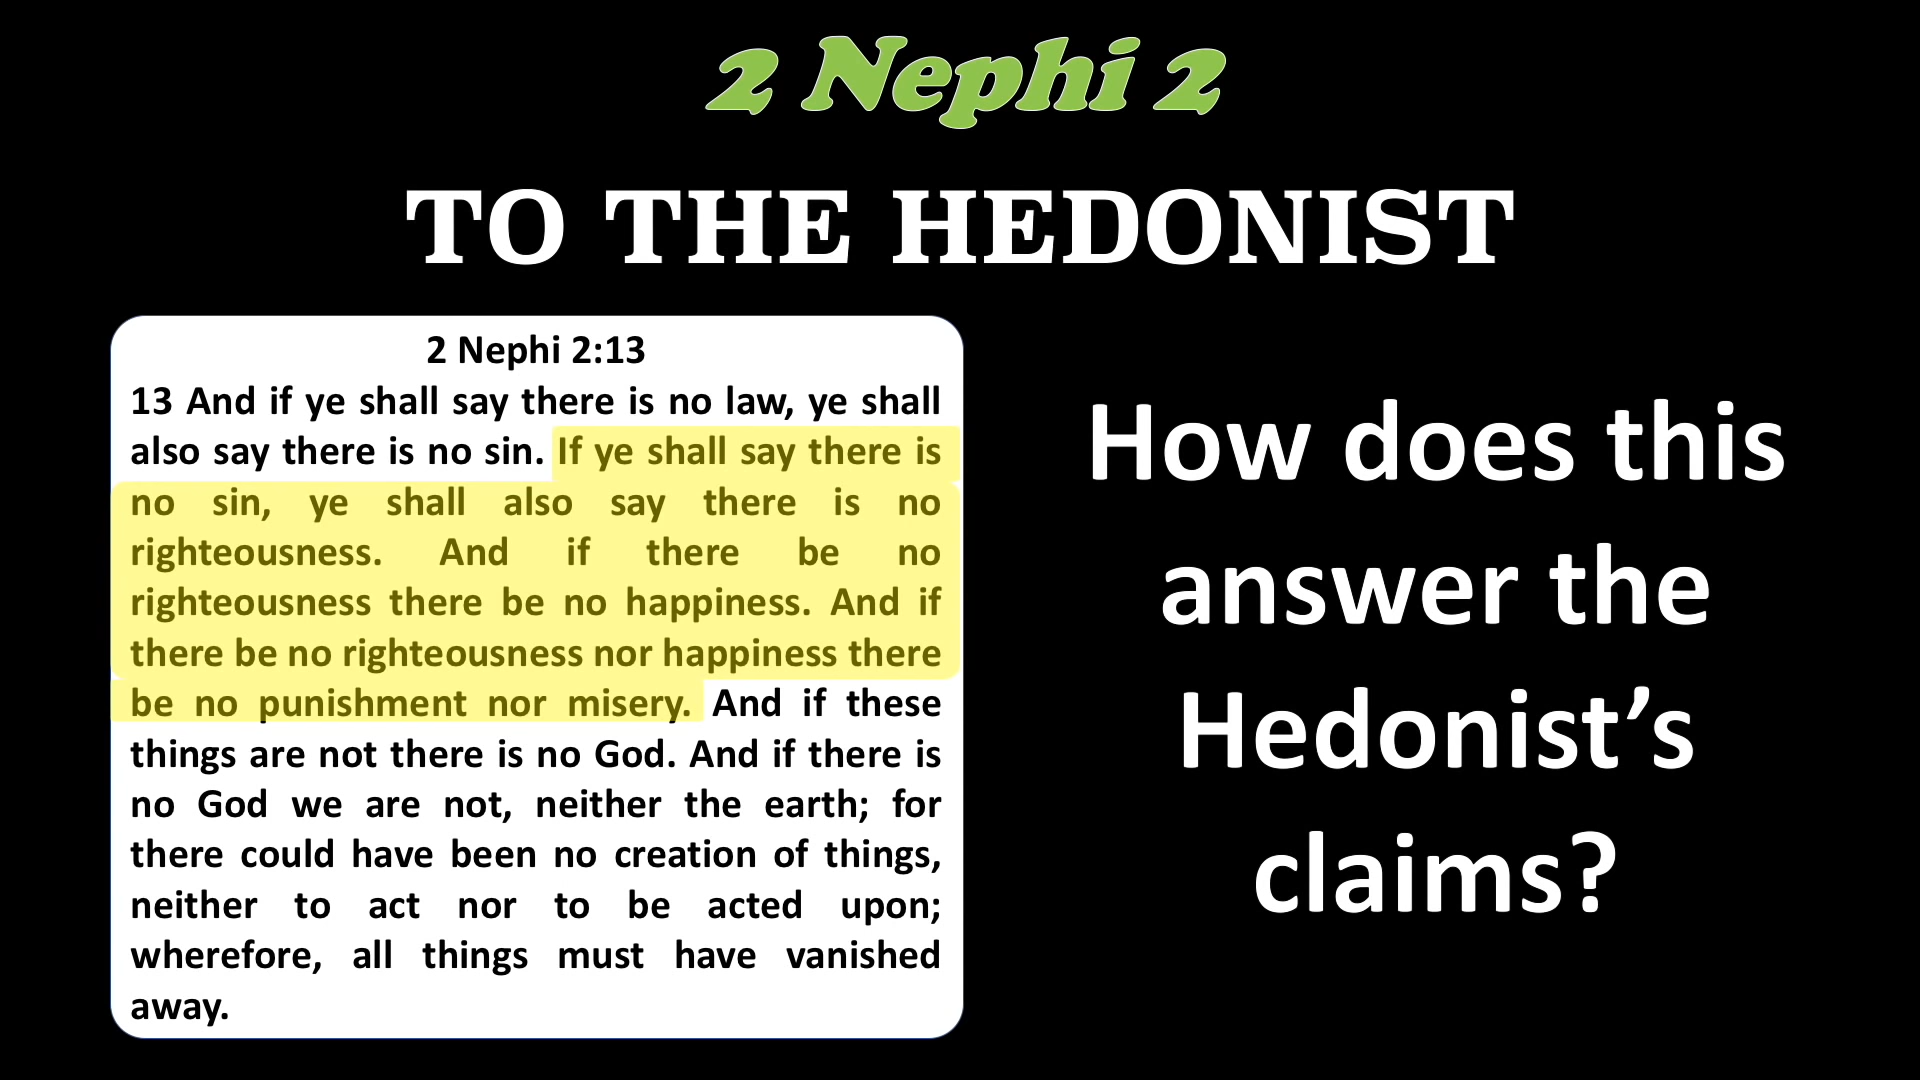 2 Nephi 2
TO THE HEDONIST
2 Nephi 2:13
13 And if ye shall say there is no law, ye shall
also say there is no sin. If ye shall say there is
no sin, ye shall also say there is no
righteousness. And if there be no
righteousness there be no happiness. And if
there be no righteousness nor happiness there
be no punishment nor misery. And if these
things are not there is no God. And if there is
no God we are not, neither the earth; for
there could have been no creation of things,
neither to act nor to be acted upon;
wherefore, all things must have vanished
away.
How does this
answer the
Hedonist’s
claims?